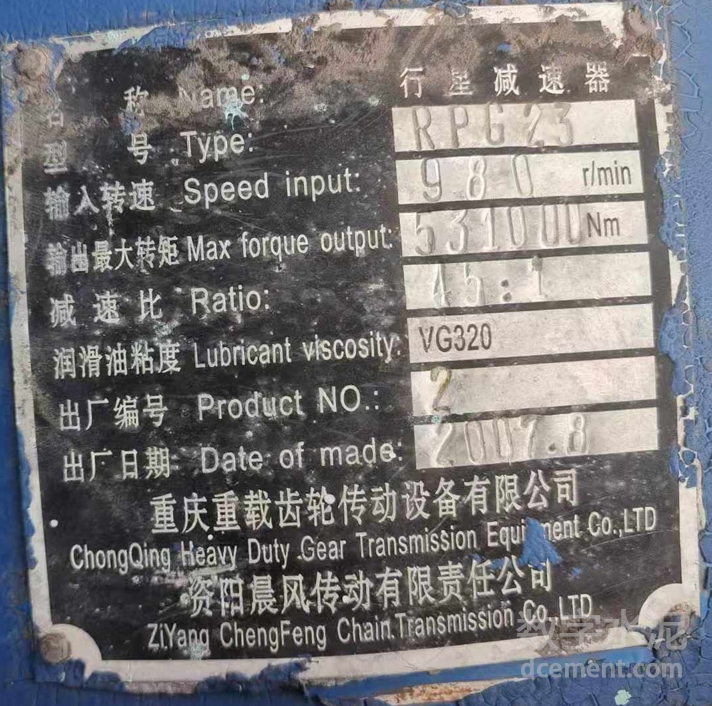 名 称 Name: 行星减速器
型 号 Type: RPG23
输入转速 Speed input: 980 r/min
输出最大转矩 Max forque output: 531000 Nm
减 速 比 Ratio: 45:1
润滑油粘度 Lubricant viscosity: VG320
出厂编号 Product NO.: 2
出厂日期: Date of made: 2007.8
重庆重载齿轮传动设备有限公司
ChongQing Heavy Duty Gear Transmission Equipment Co.,LTD
资阳晨风传动有限责任公司
ZiYang ChengFeng Chain Transmission Co.,LTD
数字水泥
dcement.com